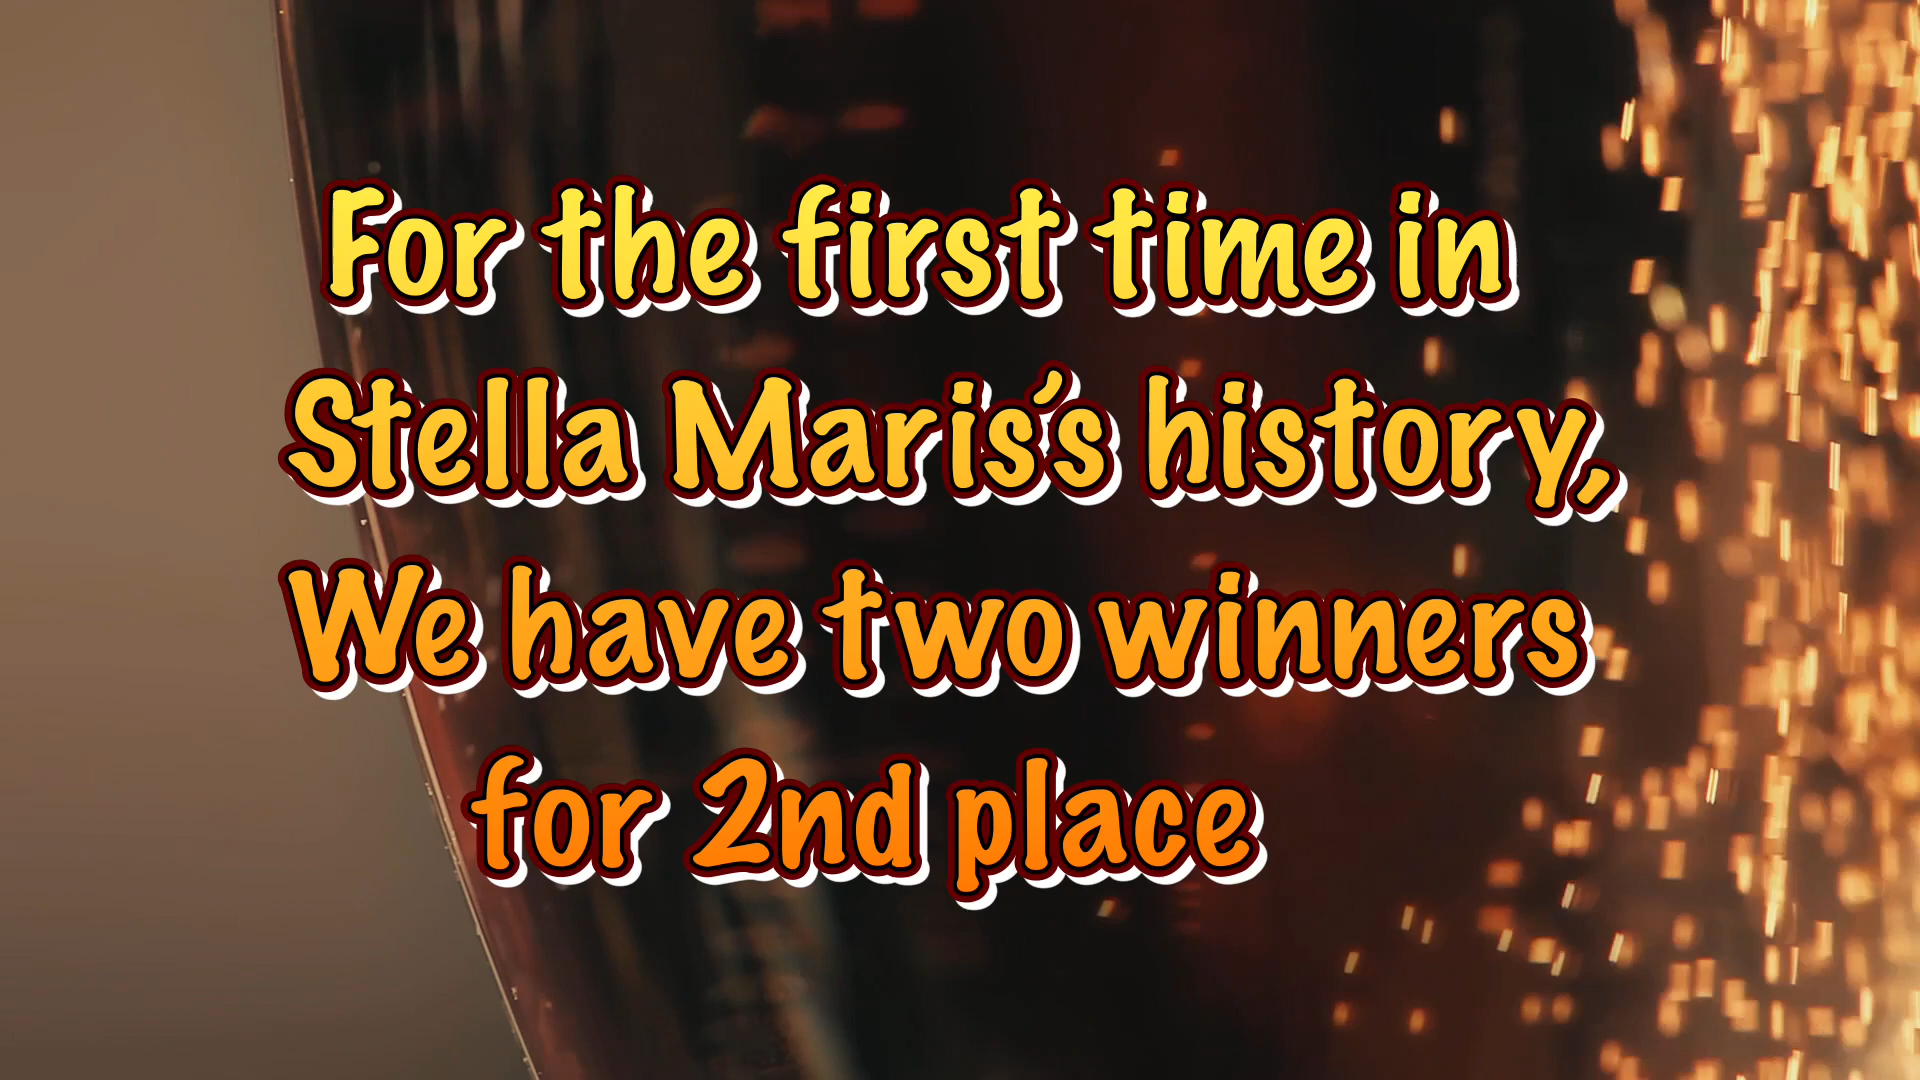 For the first time in
Stella Maris's history,
We have two winners
for 2nd place